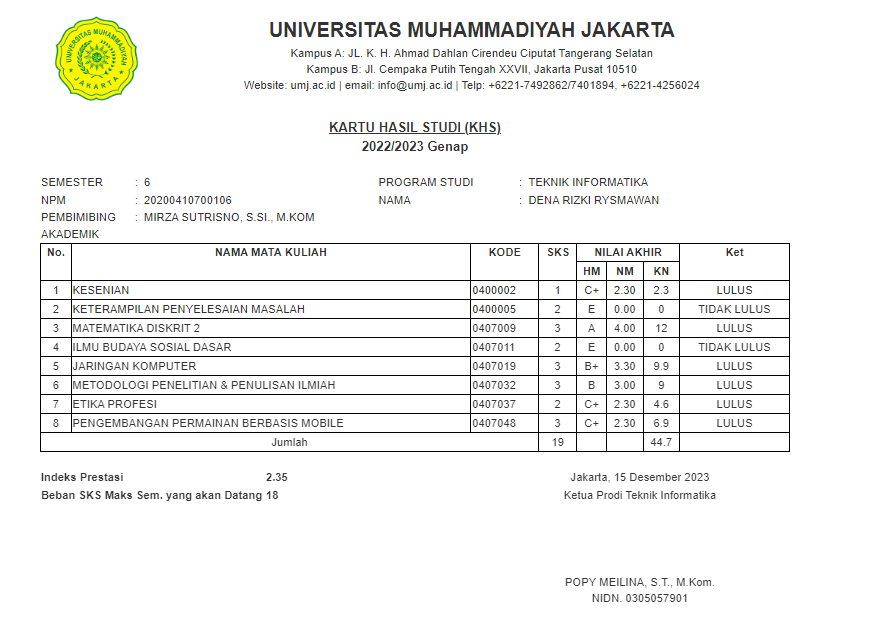 UNIVERSITAS MUHAMMADIYAH
JAKARTA
UNIVERSITAS MUHAMMADIYAH JAKARTA
Kampus A: JL. K. H. Ahmad Dahlan Cirendeu Ciputat Tangerang Selatan
Kampus B: Jl. Cempaka Putih Tengah XXVII, Jakarta Pusat 10510
Website: umj.ac.id | email: info@umj.ac.id | Telp: +6221-7492862/7401894, +6221-4256024
KARTU HASIL STUDI (KHS)
2022/2023 Genap
SEMESTER : 6 PROGRAM STUDI : TEKNIK INFORMATIKA
NPM : 20200410700106 NAMA : DENA RIZKI RYSMAWAN
PEMBIMIBING : MIRZA SUTRISNO, S.SI., M.KOM
AKADEMIK
No. NAMA MATA KULIAH KODE SKS NILAI AKHIR Ket
HM NM KN
1 KESENIAN 0400002 1 C+ 2.30 2.3 LULUS
2 KETERAMPILAN PENYELESAIAN MASALAH 0400005 2 E 0.00 0 TIDAK LULUS
3 MATEMATIKA DISKRIT 2 0407009 3 A 4.00 12 LULUS
4 ILMU BUDAYA SOSIAL DASAR 0407011 2 E 0.00 0 TIDAK LULUS
5 JARINGAN KOMPUTER 0407019 3 B+ 3.30 9.9 LULUS
6 METODOLOGI PENELITIAN & PENULISAN ILMIAH 0407032 3 B 3.00 9 LULUS
7 ETIKA PROFESI 0407037 2 C+ 2.30 4.6 LULUS
8 PENGEMBANGAN PERMAINAN BERBASIS MOBILE 0407048 3 C+ 2.30 6.9 LULUS
Jumlah 19 44.7
Indeks Prestasi 2.35 Jakarta, 15 Desember 2023
Beban SKS Maks Sem. yang akan Datang 18 Ketua Prodi Teknik Informatika
POPY MEILINA, S.T., M.Kom.
NIDN. 0305057901